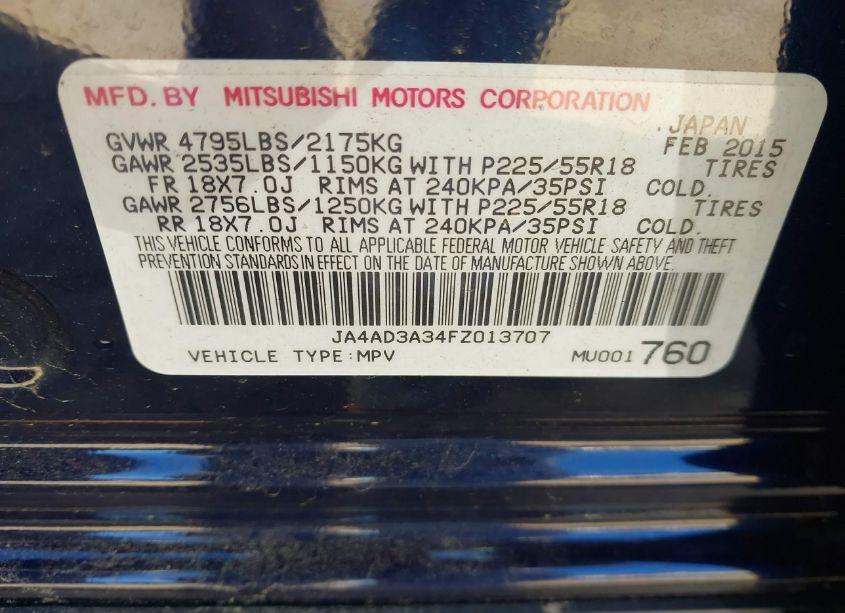 MFD. BY MITSUBISHI MOTORS CORPORATION
JAPAN
GVWR 4795LBS/2175KG FEB 2015
GAWR 2535LBS/1150KG WITH P225/55R18 TIRES
FR 18X7.0J RIMS AT 240KPA/35PSI COLD.
GAWR 2756LBS/1250KG WITH P225/55R18 TIRES
RR 18X7.0J RIMS AT 240KPA/35PSI COLD.
THIS VEHICLE CONFORMS TO ALL APPLICABLE FEDERAL MOTOR VEHICLE SAFETY AND THEFT
PREVENTION STANDARDS IN EFFECT ON THE DATE OF MANUFACTURE SHOWN ABOVE.
JA4AD3A34FZ013707
VEHICLE TYPE:MPV MU001 760